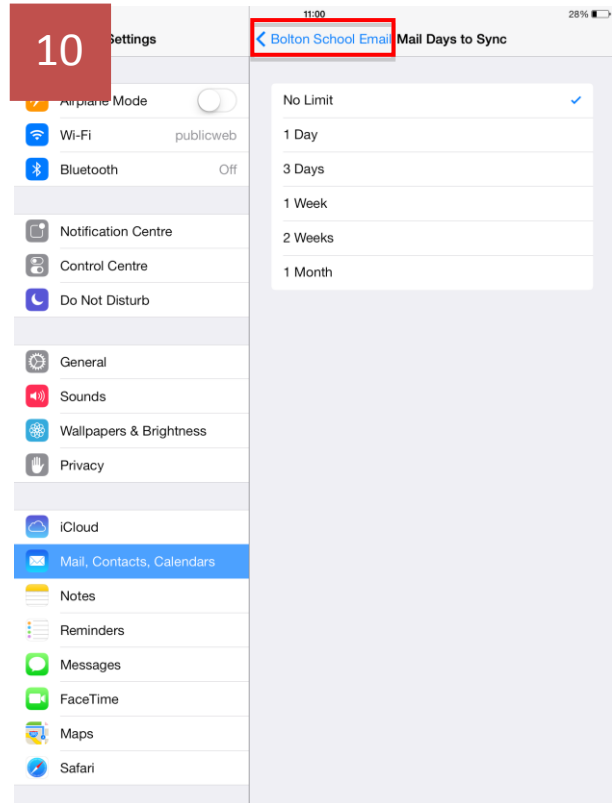 10
11:00
28%
Settings
Bolton School Email Mail Days to Sync
Airplane Mode
Wi-Fi publicweb
Bluetooth Off
Notification Centre
Control Centre
Do Not Disturb
General
Sounds
Wallpapers & Brightness
Privacy
iCloud
Mail, Contacts, Calendars
Notes
Reminders
Messages
FaceTime
Maps
Safari
No Limit
1 Day
3 Days
1 Week
2 Weeks
1 Month